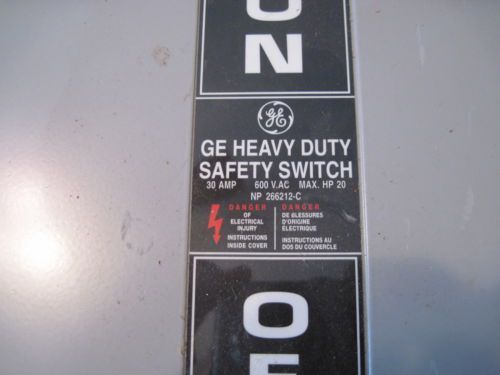 ON
GE
GE HEAVY DUTY
SAFETY SWITCH
30 AMP 600 V.AC MAX. HP 20
NP 266212-C
DANGER
OF
ELECTRICAL
INJURY
INSTRUCTIONS
INSIDE COVER
DANGER
DE BLESSURES
D'ORIGINE
ÉLECTRIQUE
INSTRUCTIONS AU
DOS DU COUVERCLE
O
F